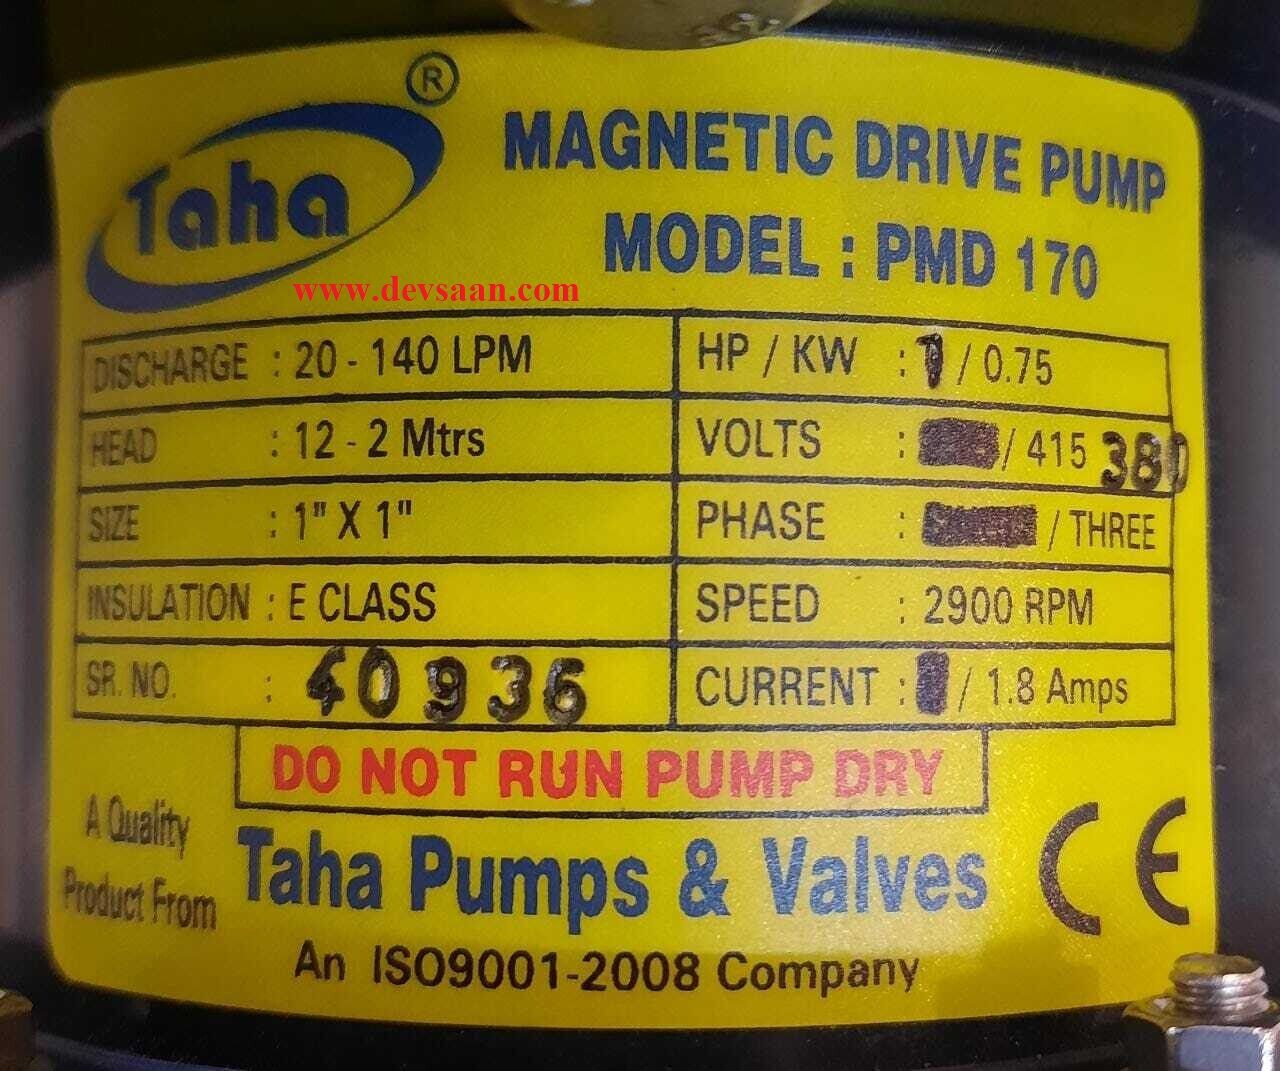 Taha ®
MAGNETIC DRIVE PUMP
MODEL : PMD 170
www.devsaan.com
DISCHARGE : 20 - 140 LPM
HP / KW : 1 / 0.75
HEAD : 12 - 2 Mtrs
VOLTS : / 415 380
SIZE : 1" X 1"
PHASE : / THREE
INSULATION : E CLASS
SPEED : 2900 RPM
SR. NO. : 40936
CURRENT : / 1.8 Amps
DO NOT RUN PUMP DRY
A Quality
Product From
Taha Pumps & Valves
CE
An ISO9001-2008 Company